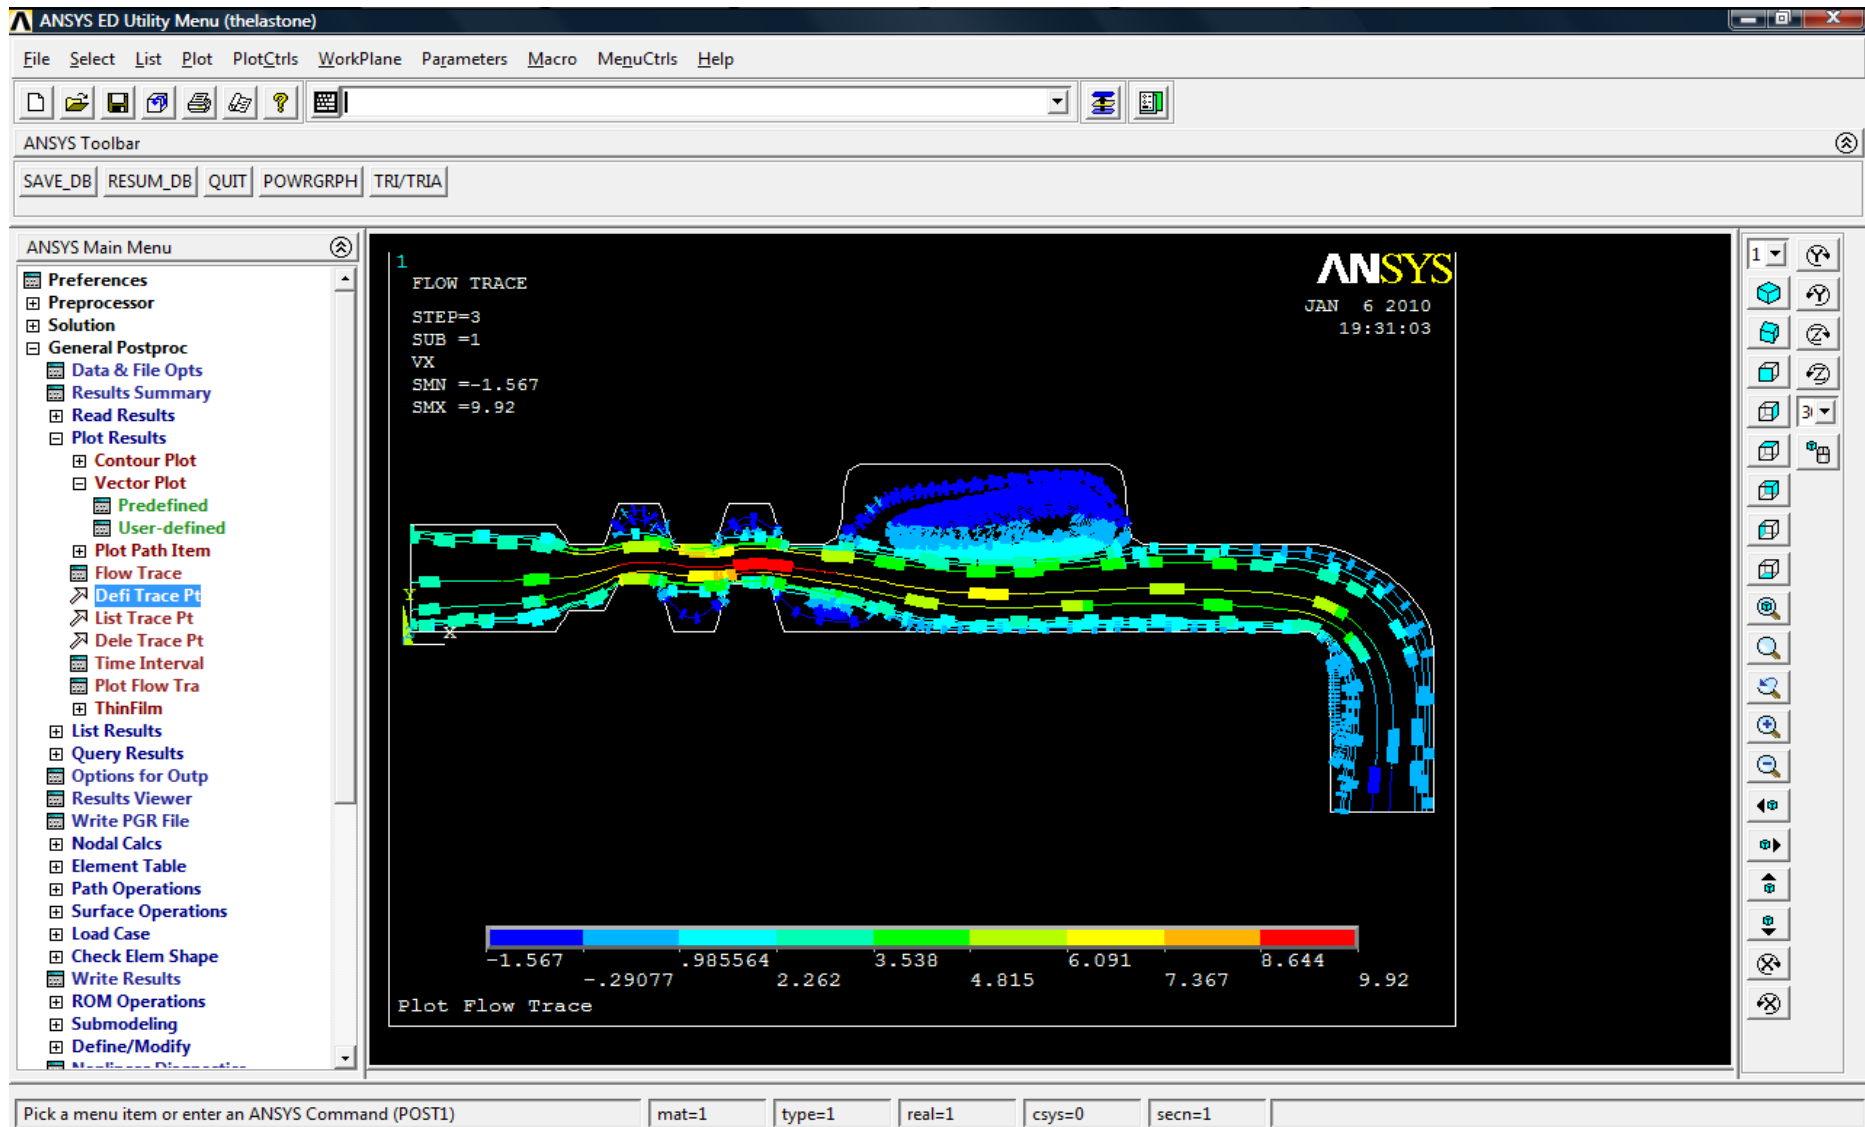 ANSYS ED Utility Menu (thelastone)
File Select List Plot PlotCtrls WorkPlane Parameters Macro MenuCtrls Help
ANSYS Toolbar
SAVE_DB RESUM_DB QUIT POWRGRPH TRI/TRIA
ANSYS Main Menu
Preferences
Preprocessor
Solution
General Postproc
Data & File Opts
Results Summary
Read Results
Plot Results
Contour Plot
Vector Plot
Predefined
User-defined
Plot Path Item
Flow Trace
Defi Trace Pt
List Trace Pt
Dele Trace Pt
Time Interval
Plot Flow Tra
ThinFilm
List Results
Query Results
Options for Outp
Results Viewer
Write PGR File
Nodal Calcs
Element Table
Path Operations
Surface Operations
Load Case
Check Elem Shape
Write Results
ROM Operations
Submodeling
Define/Modify
1
FLOW TRACE
STEP=3
SUB =1
VX
SMN =-1.567
SMX =9.92
ANSYS
JAN 6 2010
19:31:03
Y
X
-1.567 .985564 3.538 6.091 8.644
-.29077 2.262 4.815 7.367 9.92
Plot Flow Trace
1
Pick a menu item or enter an ANSYS Command (POST1) mat=1 type=1 real=1 csys=0 secn=1